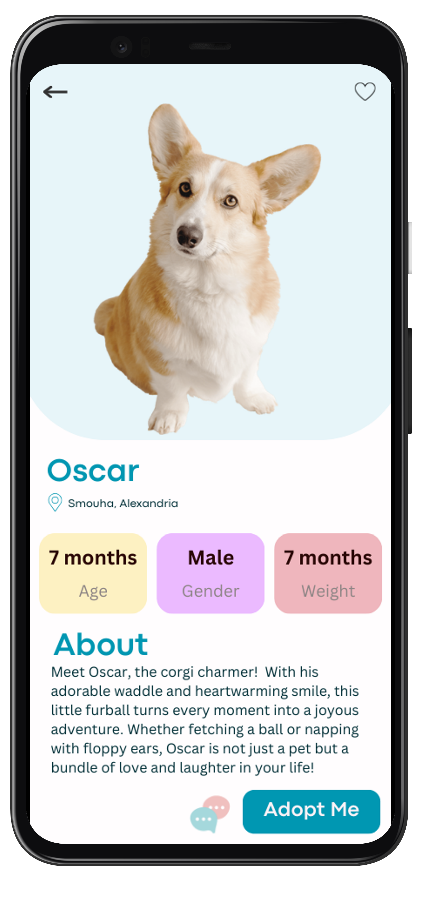 Oscar
Smouha, Alexandria
7 months
Age
Male
Gender
7 months
Weight
About
Meet Oscar, the corgi charmer!  With his
adorable waddle and heartwarming smile, this
little furball turns every moment into a joyous
adventure. Whether fetching a ball or napping
with floppy ears, Oscar is not just a pet but a
bundle of love and laughter in your life!
Adopt Me